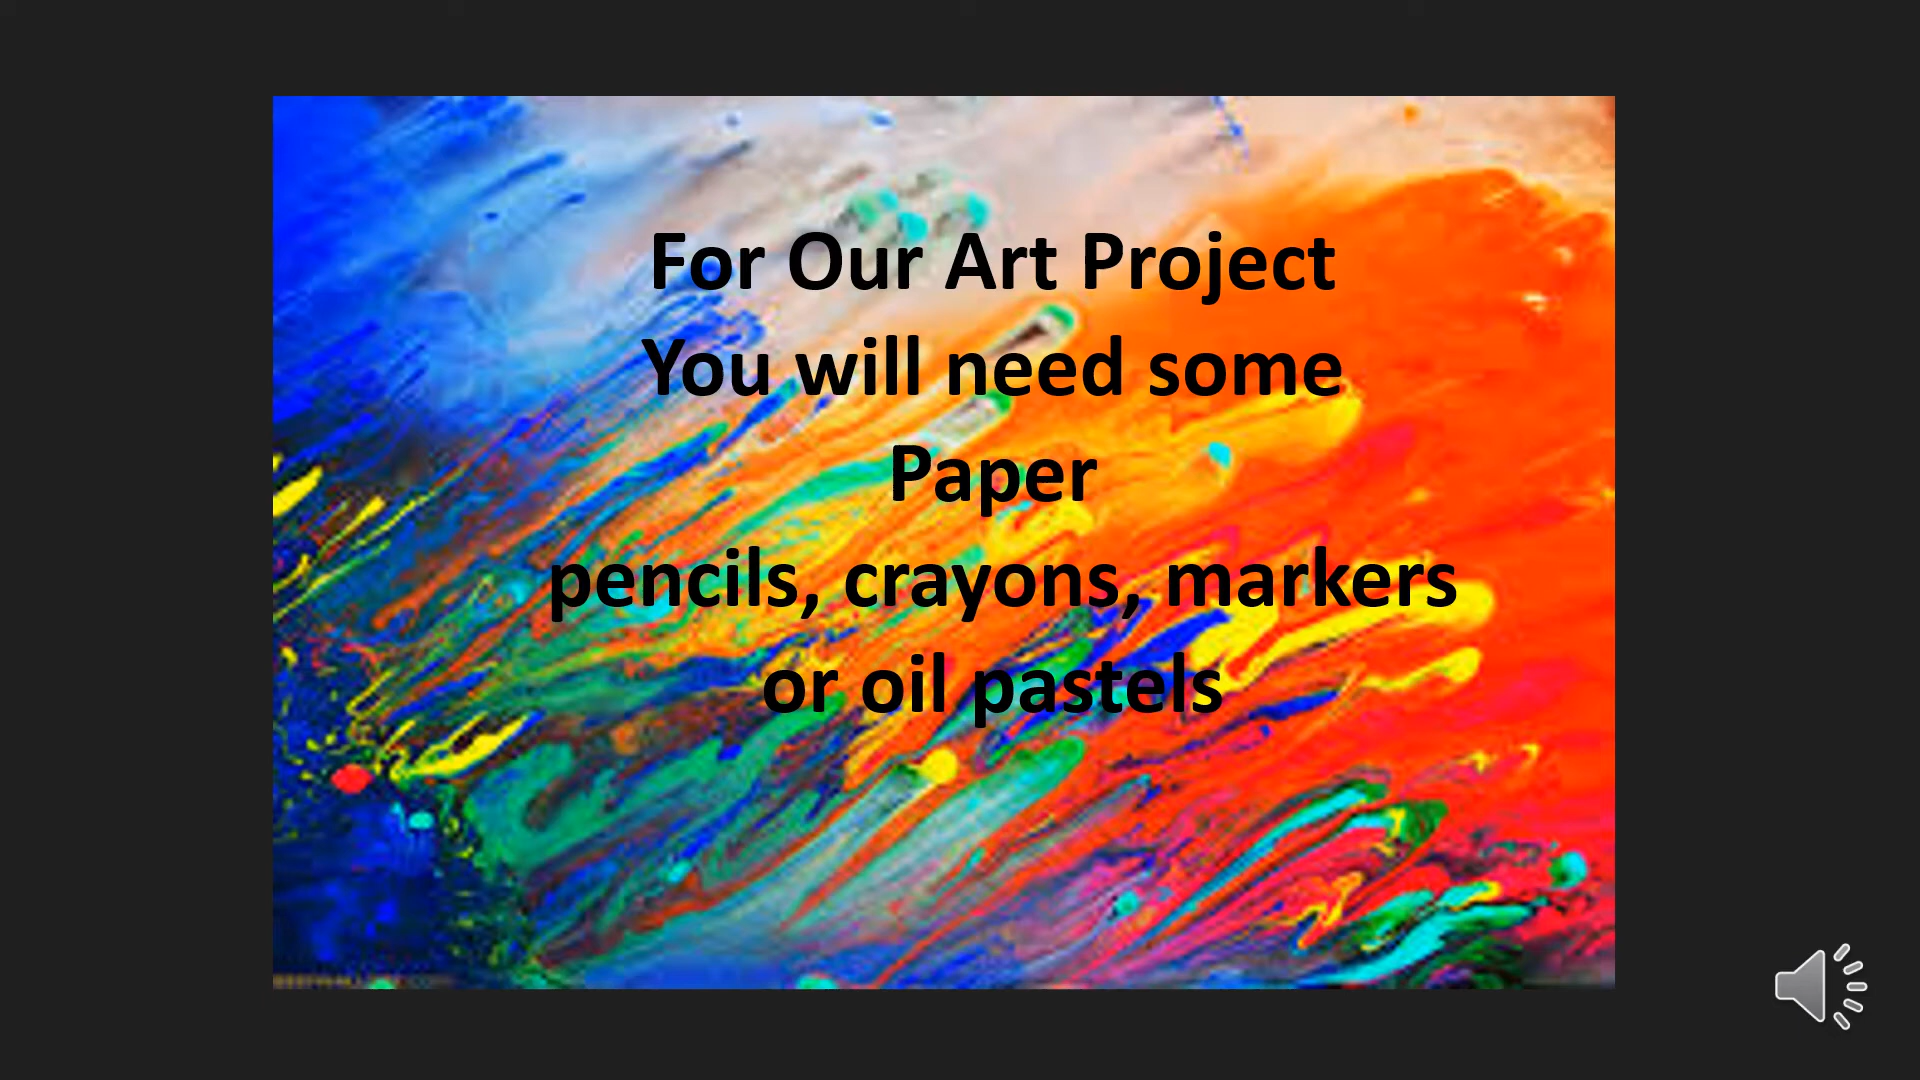 For Our Art Project
You will need some
Paper
pencils, crayons, markers
or oil pastels